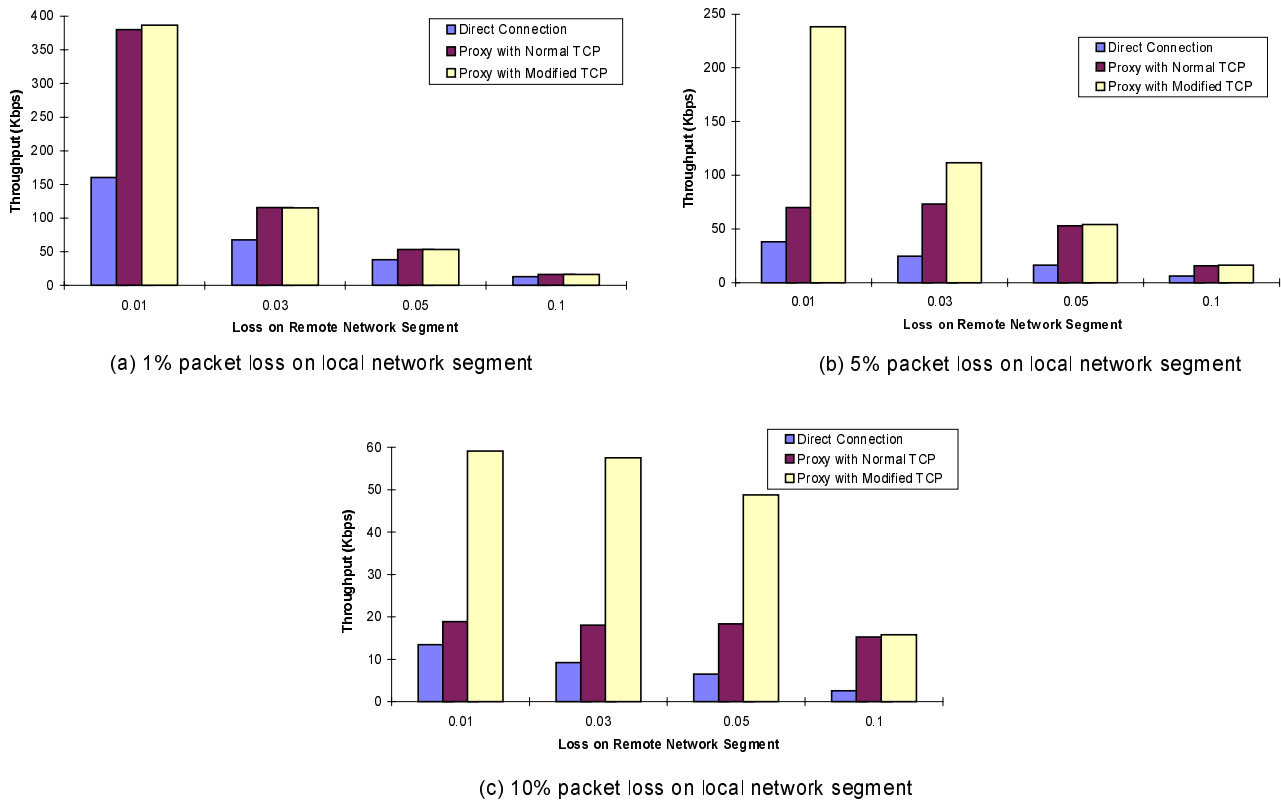 400
350
300
250
200
150
100
50
0
Throughput (Kbps)
Direct Connection
Proxy with Normal TCP
Proxy with Modified TCP
0.01 0.03 0.05 0.1
Loss on Remote Network Segment
(a) 1% packet loss on local network segment
250
200
150
100
50
0
Throughput (Kbps)
Direct Connection
Proxy with Normal TCP
Proxy with Modified TCP
0.01 0.03 0.05 0.1
Loss on Remote Network Segment
(b) 5% packet loss on local network segment
60
50
40
30
20
10
0
Throughput (Kbps)
Direct Connection
Proxy with Normal TCP
Proxy with Modified TCP
0.01 0.03 0.05 0.1
Loss on Remote Network Segment
(c) 10% packet loss on local network segment